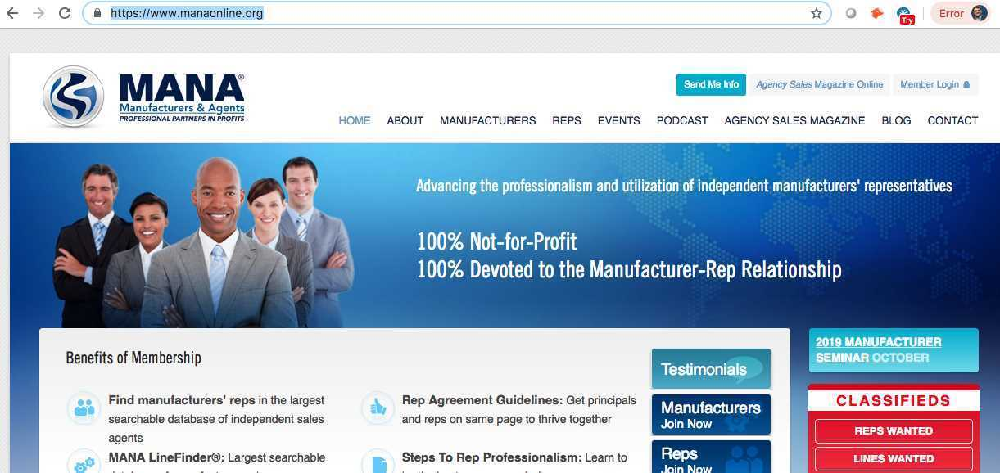 https://www.manaonline.org
Error
Try
MANA®
Manufacturers & Agents
PROFESSIONAL PARTNERS IN PROFITS
Send Me Info
Agency Sales Magazine Online
Member Login
HOME ABOUT MANUFACTURERS REPS EVENTS PODCAST AGENCY SALES MAGAZINE BLOG CONTACT
Advancing the professionalism and utilization of independent manufacturers' representatives
100% Not-for-Profit
100% Devoted to the Manufacturer-Rep Relationship
Benefits of Membership
Find manufacturers' reps in the largest
searchable database of independent sales
agents
MANA LineFinder®: Largest searchable
Rep Agreement Guidelines: Get principals
and reps on same page to thrive together
Steps To Rep Professionalism: Learn to
Testimonials
Manufacturers
Join Now
Reps
Join Now
2019 MANUFACTURER
SEMINAR OCTOBER
CLASSIFIEDS
REPS WANTED
LINES WANTED